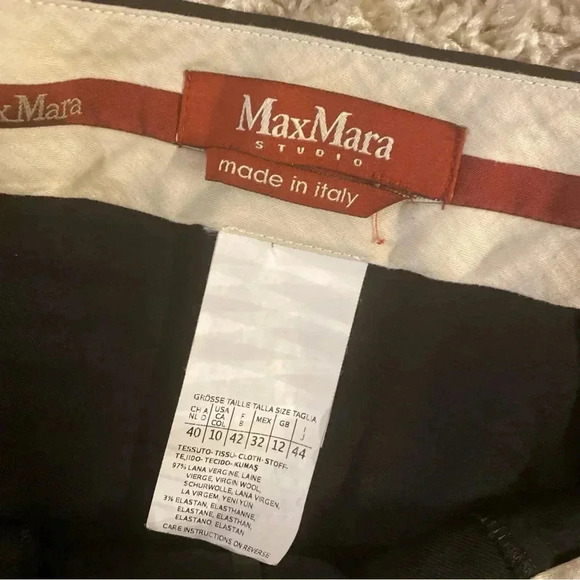 x Mara
MaxMara
STUDIO
made in italy
GRÖSSE TAILLE TALLA SIZE TAGLIA
CH A NL D USA CA COL F B MEX GB I J
40 10 42 32 12 44
TESSUTO- TISSU- CLOTH- STOFF-
TEJIDO- TECIDO- KUMAŞ
97% LANA VERGINE, LAINE
VIERGE, VIRGIN WOOL,
SCHURWOLLE, LANA VIRGEN,
LA VIRGEM, YENİ YÜN
3% ELASTAN, ELASTHANNE,
ELASTANE, ELASTHAN,
ELASTANO, ELASTAN
CARE INSTRUCTIONS ON REVERSE